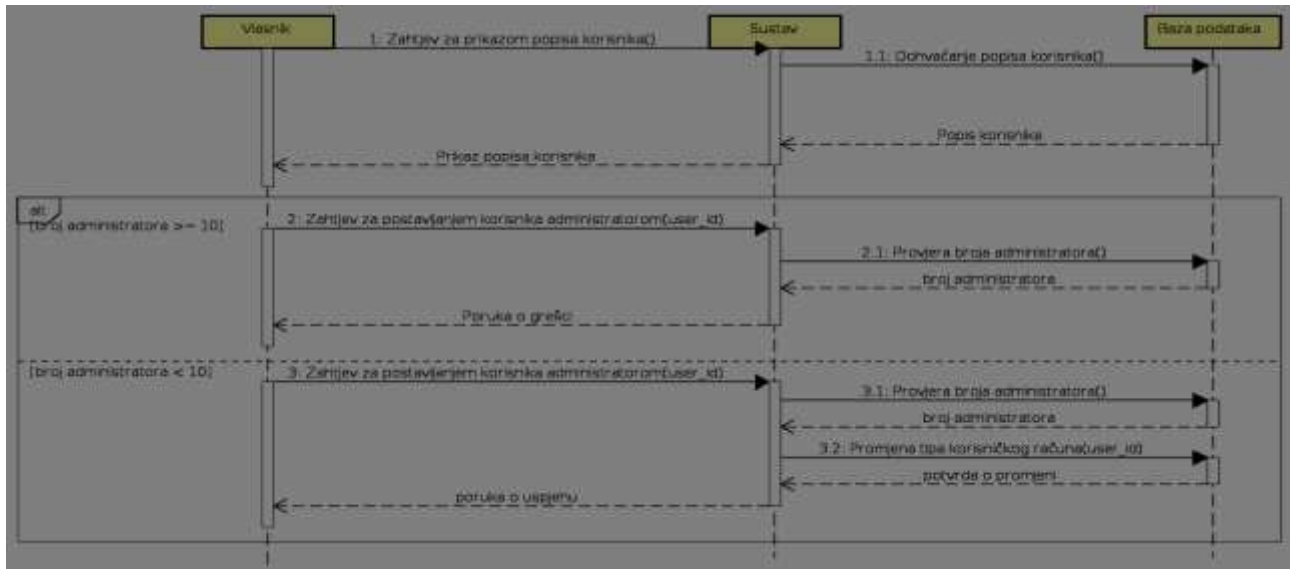 Vlasnik
Sustav
Baza podataka
1: Zahtjev za prikazom popisa korisnika()
1.1: Dohvaćanje popisa korisnika()
Popis korisnika
Prikaz popisa korisnika
alt
[broj administratora >= 10]
2: Zahtjev za postavljanjem korisnika administratorom(user_id)
2.1: Provjera broja administratora()
broj administratora
Poruka o grešci
[broj administratora < 10]
3: Zahtjev za postavljanjem korisnika administratorom(user_id)
3.1: Provjera broja administratora()
broj administratora
3.2: Promjena tipa korisničkog računa(user_id)
potvrda o promjeni
poruka o uspjehu